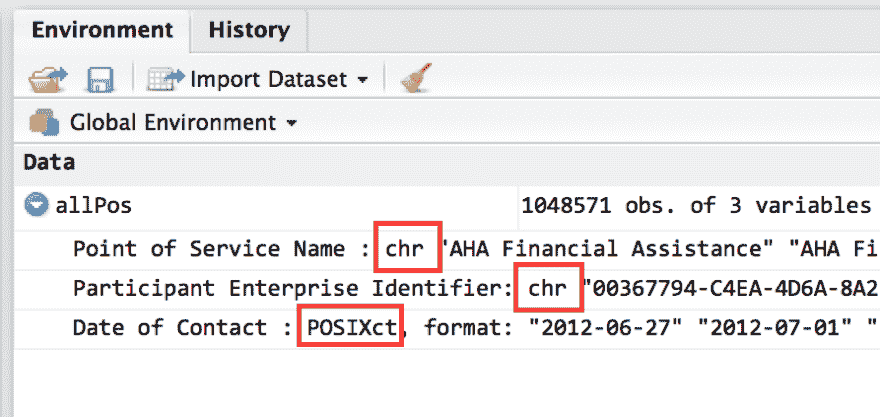 Environment History
Import Dataset
Global Environment
Data
allPos 1048571 obs. of 3 variables
Point of Service Name : chr "AHA Financial Assistance" "AHA Fi
Participant Enterprise Identifier: chr "00367794-C4EA-4D6A-8A2
Date of Contact : POSIXct, format: "2012-06-27" "2012-07-01" "